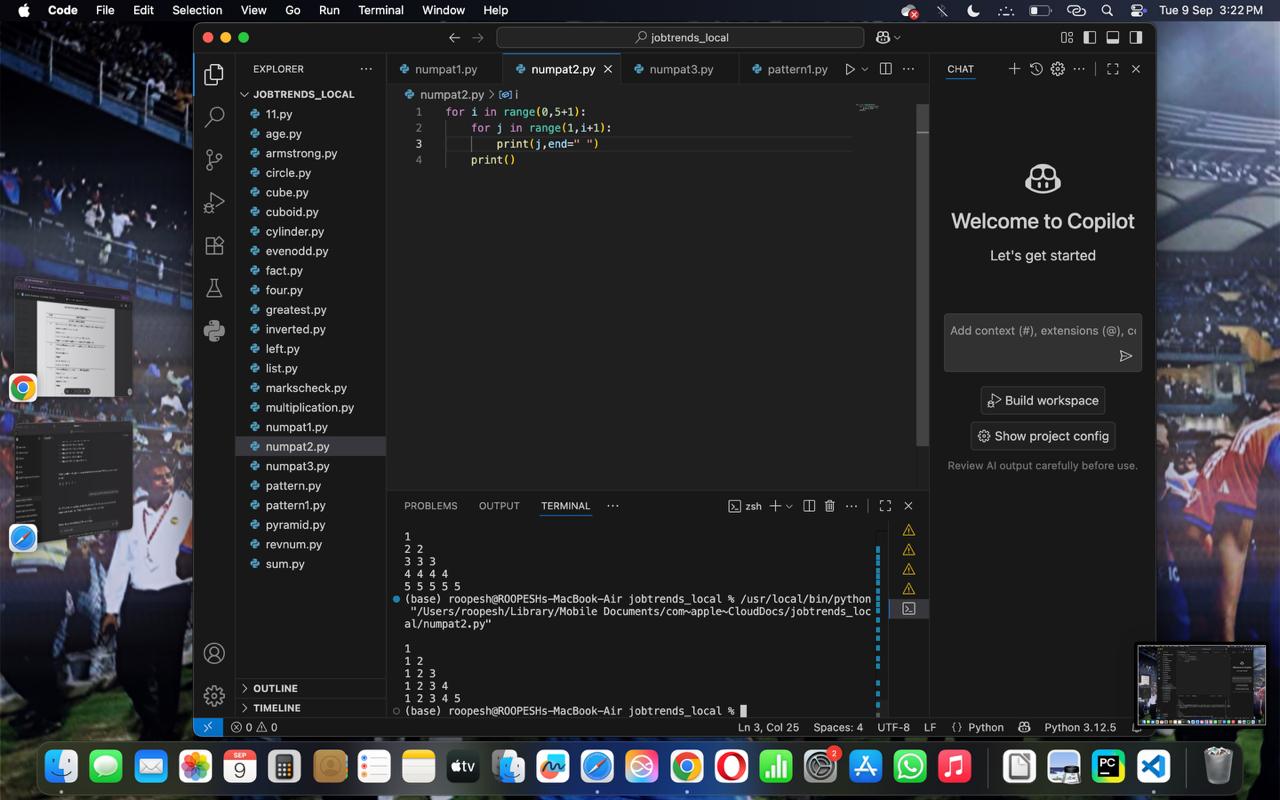 Code File Edit Selection View Go Run Terminal Window Help Tue 9 Sep 3:22 PM
jobtrends_local
EXPLORER
JOBTRENDS_LOCAL
11.py
age.py
armstrong.py
circle.py
cube.py
cuboid.py
cylinder.py
evenodd.py
fact.py
four.py
greatest.py
inverted.py
left.py
list.py
markscheck.py
multiplication.py
numpat1.py
numpat2.py
numpat3.py
pattern.py
pattern1.py
pyramid.py
revnum.py
sum.py
OUTLINE
TIMELINE
numpat1.py numpat2.py numpat3.py pattern1.py
numpat2.py > i
1 for i in range(0,5+1):
2 for j in range(1,i+1):
3 print(j,end=" ")
4 print()
PROBLEMS OUTPUT TERMINAL
zsh
1
2 2
3 3 3
4 4 4 4
5 5 5 5 5
(base) roopesh@ROOPESHs-MacBook-Air jobtrends_local % /usr/local/bin/python
"/Users/roopesh/Library/Mobile Documents/com~apple~CloudDocs/jobtrends_loc
al/numpat2.py"
1
1 2
1 2 3
1 2 3 4
1 2 3 4 5
(base) roopesh@ROOPESHs-MacBook-Air jobtrends_local %
CHAT
Welcome to Copilot
Let's get started
Add context (#), extensions (@), co
Build workspace
Show project config
Review AI output carefully before use.
0 0 Ln 3, Col 25 Spaces: 4 UTF-8 LF {} Python Python 3.12.5
SEP
9
tv
2
PC